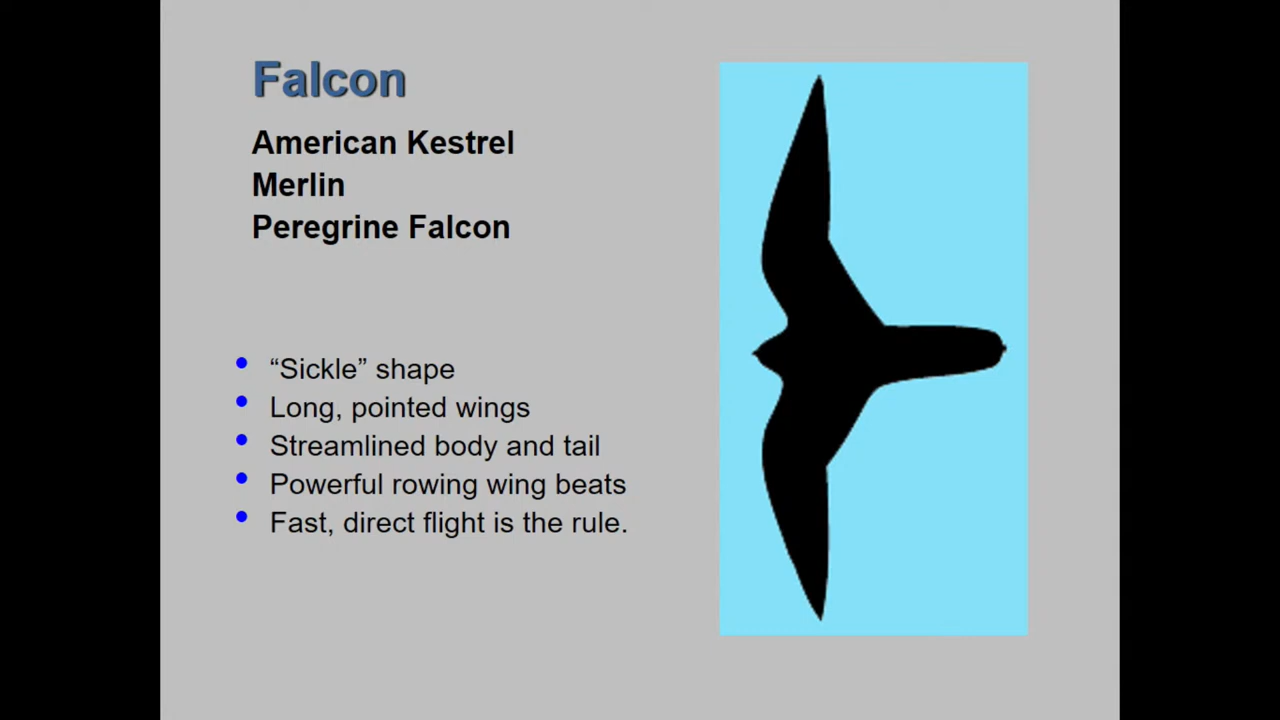 Falcon
American Kestrel
Merlin
Peregrine Falcon
• “Sickle” shape
• Long, pointed wings
• Streamlined body and tail
• Powerful rowing wing beats
• Fast, direct flight is the rule.